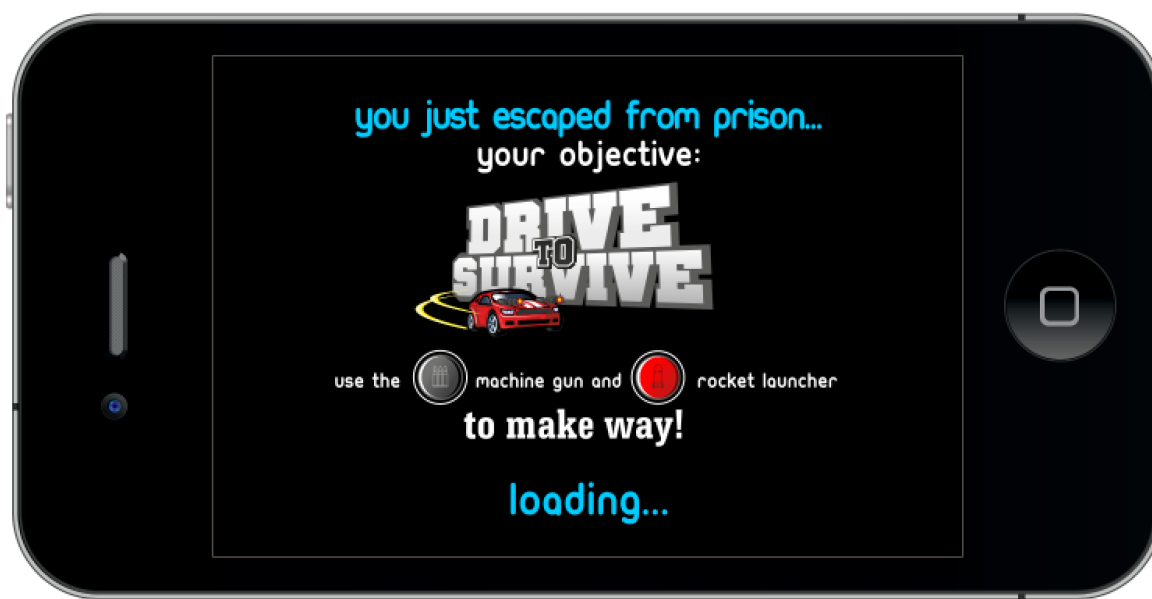 you just escaped from prison...
your objective:
DRIVE
TO
SURVIVE
use the machine gun and rocket launcher
to make way!
loading...